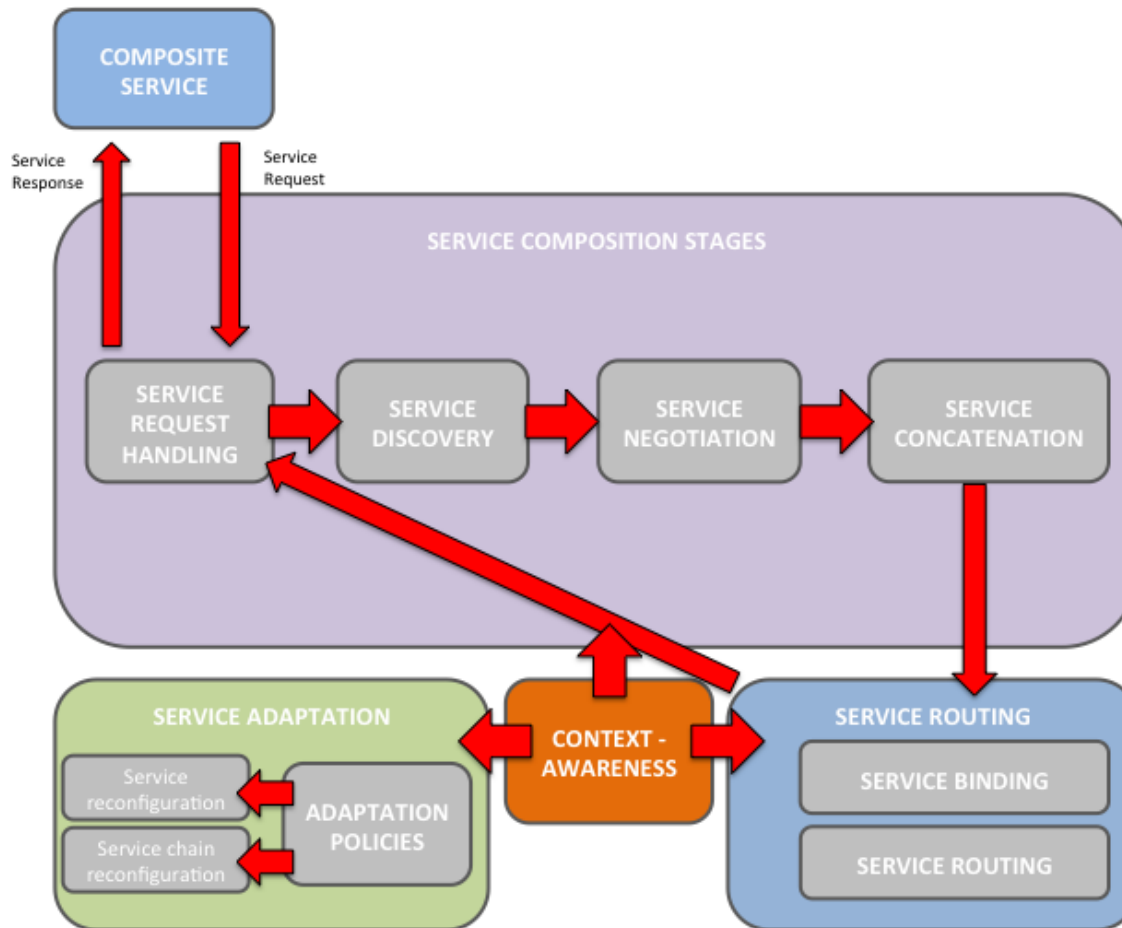 COMPOSITE
SERVICE
Service
Response
Service
Request
SERVICE COMPOSITION STAGES
SERVICE
REQUEST
HANDLING
SERVICE
DISCOVERY
SERVICE
NEGOTIATION
SERVICE
CONCATENATION
SERVICE ADAPTATION
Service
reconfiguration
Service chain
reconfiguration
ADAPTATION
POLICIES
CONTEXT -
AWARENESS
SERVICE ROUTING
SERVICE BINDING
SERVICE ROUTING